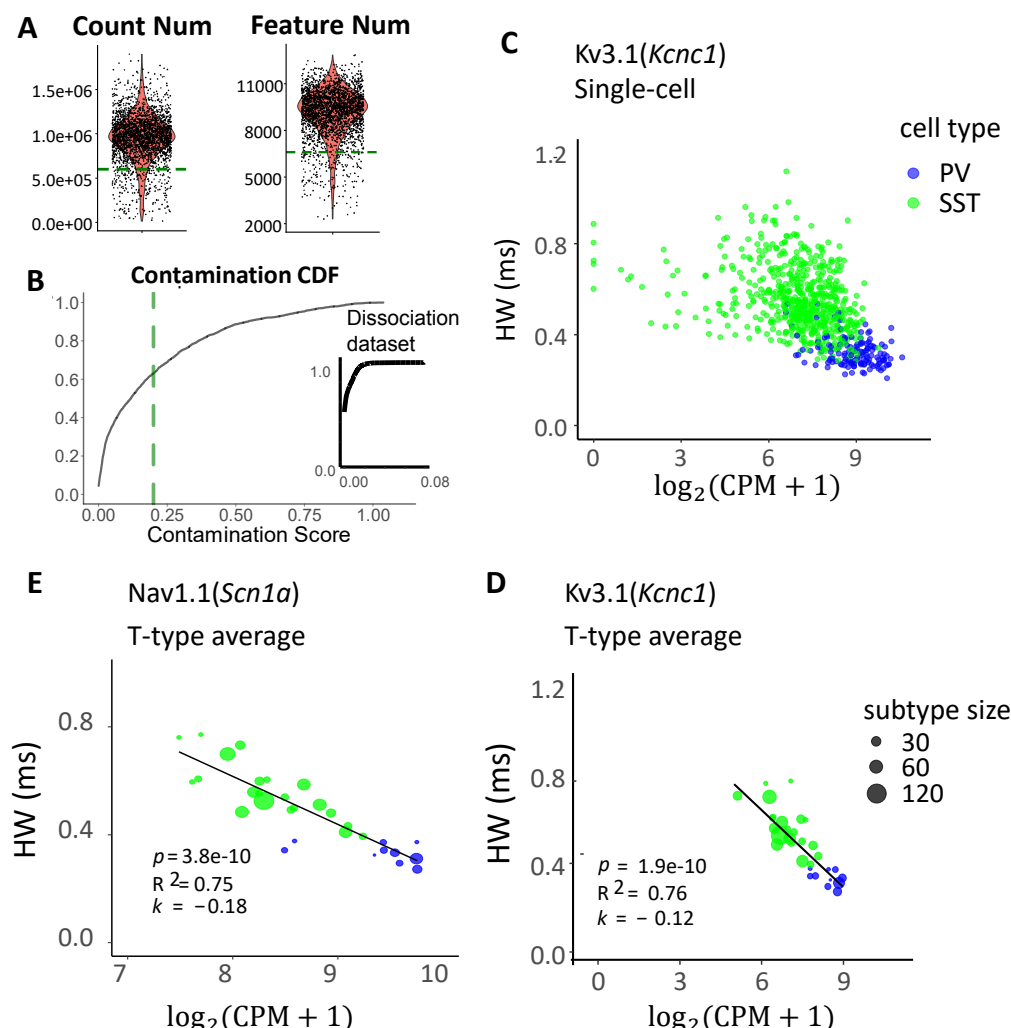 A
Count Num
1.5e+06
1.0e+06
5.0e+05
0.0e+00
Feature Num
11000
8000
5000
2000
B
Contamination CDF
1.0
0.8
0.6
0.4
0.2
0.0
0.00
0.25
0.50
0.75
1.00
Contamination Score
Dissociation
dataset
1.0
0.0
0.00
0.08
C
Kv3.1(Kcnc1)
Single-cell
cell type
PV
SST
HW (ms)
1.2
0.8
0.4
0.0
0
3
6
9
log₂(CPM + 1)
E
Nav1.1(Scn1a)
T-type average
HW (ms)
0.8
0.4
0.0
p = 3.8e-10
R² = 0.75
k = −0.18
7
8
9
10
log₂(CPM + 1)
D
Kv3.1(Kcnc1)
T-type average
HW (ms)
1.2
0.8
0.4
0.0
p = 1.9e-10
R² = 0.76
k = − 0.12
0
3
6
9
log₂(CPM + 1)
subtype size
30
60
120